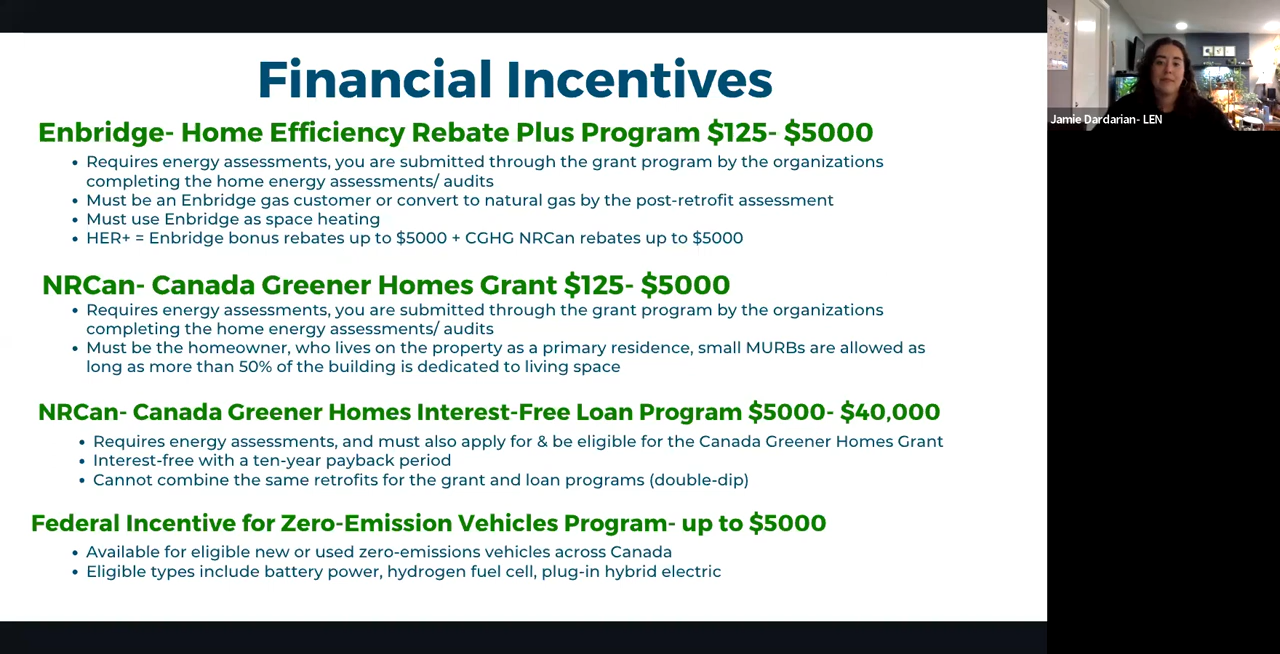 Financial Incentives
Enbridge- Home Efficiency Rebate Plus Program $125- $5000
• Requires energy assessments, you are submitted through the grant program by the organizations
completing the home energy assessments/ audits
• Must be an Enbridge gas customer or convert to natural gas by the post-retrofit assessment
• Must use Enbridge as space heating
• HER+ = Enbridge bonus rebates up to $5000 + CGHG NRCan rebates up to $5000
NRCan- Canada Greener Homes Grant $125- $5000
• Requires energy assessments, you are submitted through the grant program by the organizations
completing the home energy assessments/ audits
• Must be the homeowner, who lives on the property as a primary residence, small MURBs are allowed as
long as more than 50% of the building is dedicated to living space
NRCan- Canada Greener Homes Interest-Free Loan Program $5000- $40,000
• Requires energy assessments, and must also apply for & be eligible for the Canada Greener Homes Grant
• Interest-free with a ten-year payback period
• Cannot combine the same retrofits for the grant and loan programs (double-dip)
Federal Incentive for Zero-Emission Vehicles Program- up to $5000
• Available for eligible new or used zero-emissions vehicles across Canada
• Eligible types include battery power, hydrogen fuel cell, plug-in hybrid electric
Jamie Dardarian- LEN